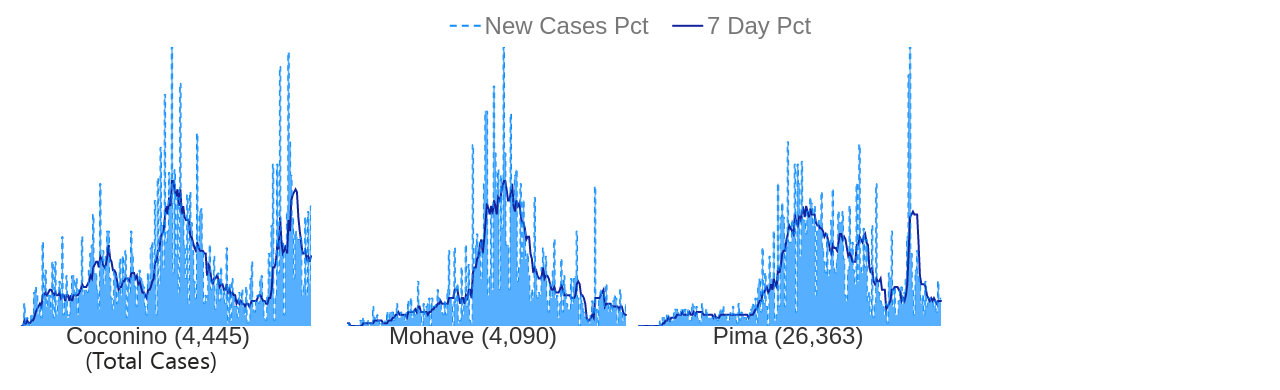 New Cases Pct 7 Day Pct
Coconino (4,445) Mohave (4,090) Pima (26,363)
(Total Cases)